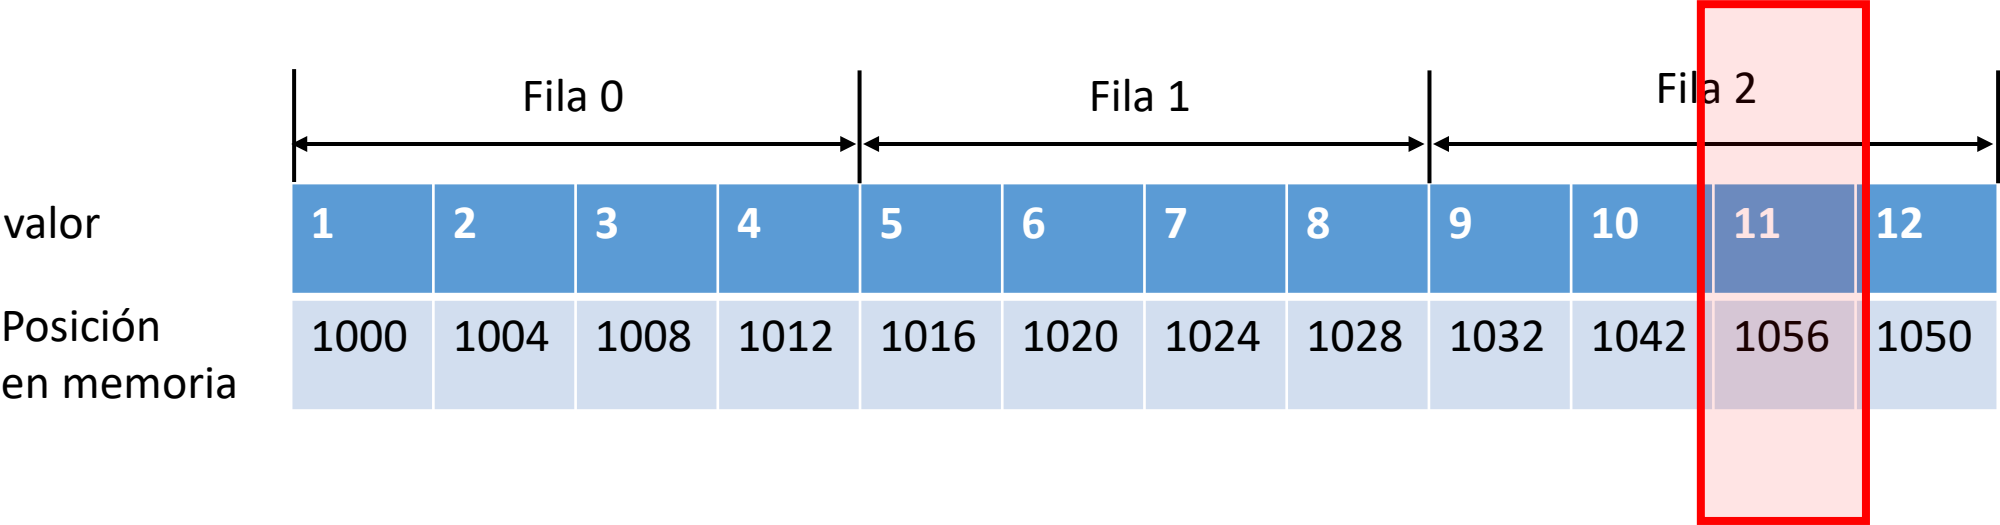 Fila 0 Fila 1 Fila 2
valor 1 2 3 4 5 6 7 8 9 10 11 12
Posición
en memoria
1000 1004 1008 1012 1016 1020 1024 1028 1032 1042 1056 1050